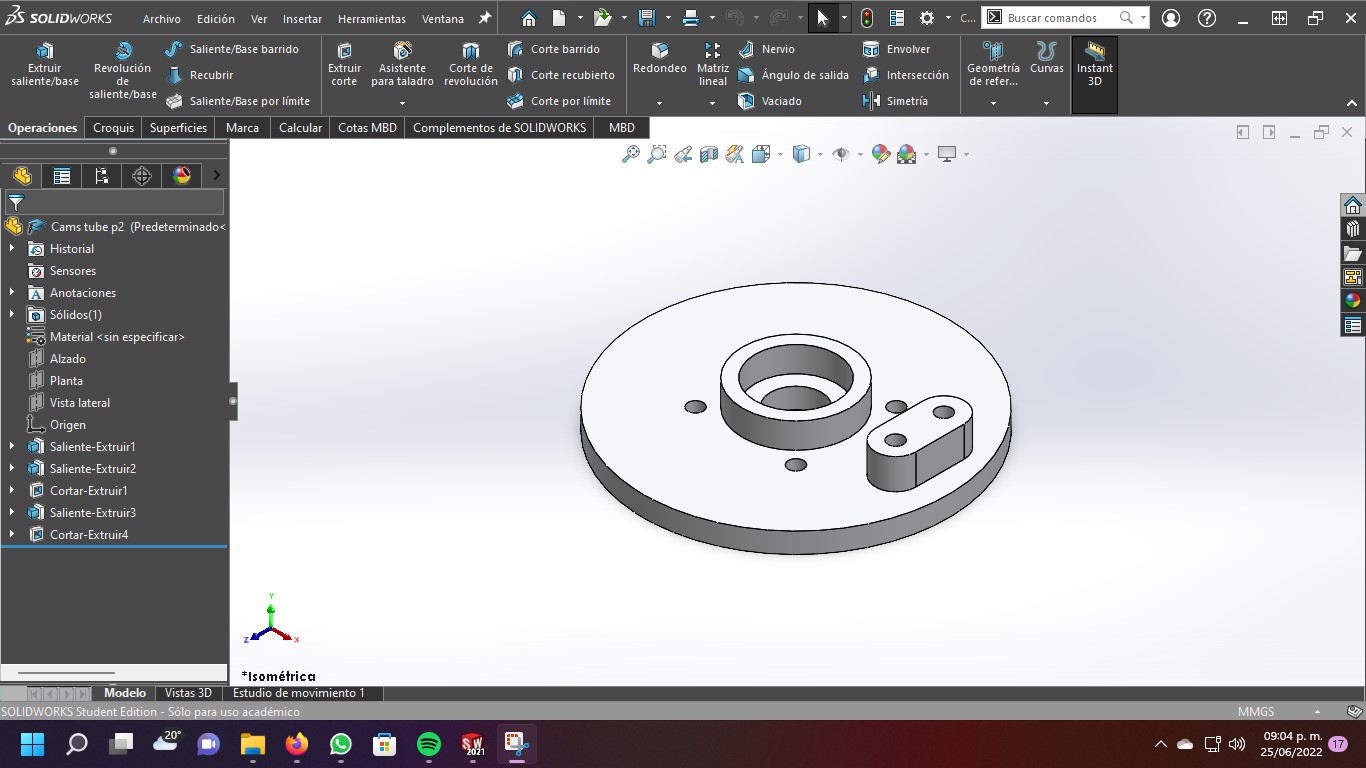 SOLIDWORKS
Archivo Edición Ver Insertar Herramientas Ventana
C... Buscar comandos
Extruir
saliente/base
Revolución
de
saliente/base
Saliente/Base barrido
Recubrir
Saliente/Base por límite
Extruir
corte
Asistente
para taladro
Corte de
revolución
Corte barrido
Corte recubierto
Corte por límite
Redondeo
Matriz
lineal
Nervio
Ángulo de salida
Vaciado
Envolver
Intersección
Simetría
Geometría
de refer...
Curvas
Instant
3D
Operaciones Croquis Superficies Marca Calcular Cotas MBD Complementos de SOLIDWORKS MBD
Cams tube p2 (Predeterminado<
Historial
Sensores
Anotaciones
Sólidos(1)
Material <sin especificar>
Alzado
Planta
Vista lateral
Origen
Saliente-Extruir1
Saliente-Extruir2
Cortar-Extruir1
Saliente-Extruir3
Cortar-Extruir4
Y
Z
X
*Isométrica
Modelo Vistas 3D Estudio de movimiento 1
SOLIDWORKS Student Edition - Sólo para uso académico
MMGS
20°
SW
2021
09:04 p. m.
25/06/2022
17